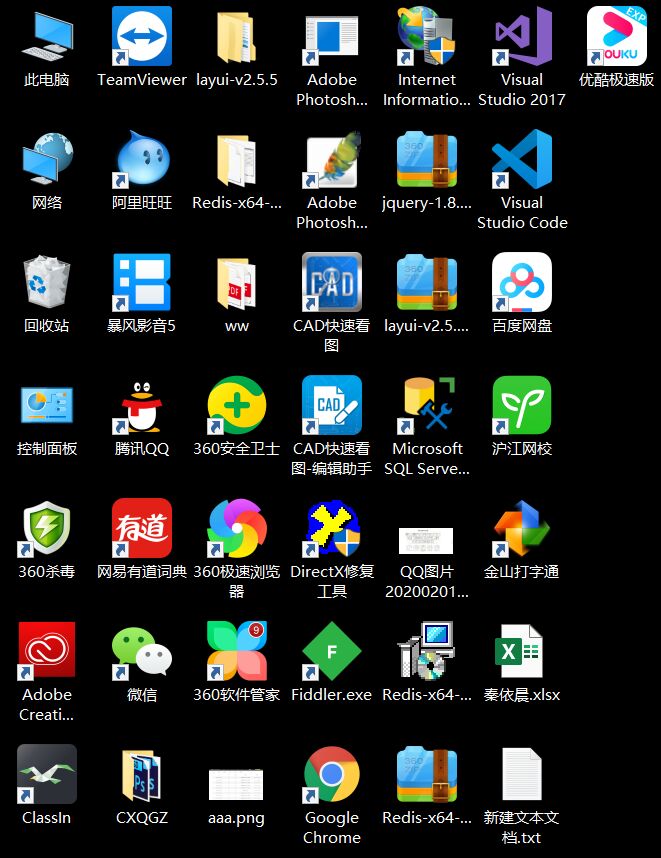 此电脑
TeamViewer
layui-v2.5.5
Adobe
Photosh...
Internet
Informatio...
Visual
Studio 2017
EXP
YOUKU
优酷极速版
网络
阿里旺旺
Redis-x64-...
Adobe
Photosh...
360
ZIP
jquery-1.8....
Visual
Studio Code
回收站
暴风影音5
PDF
ww
CAD
CAD快速看
图
360
ZIP
layui-v2.5....
百度网盘
控制面板
腾讯QQ
360安全卫士
CAD
CAD快速看
图-编辑助手
Microsoft
SQL Serve...
沪江网校
360杀毒
有道
网易有道词典
360极速浏览
器
DirectX修复
工具
QQ图片
20200201...
金山打字通
Adobe
Creati...
微信
9
360软件管家
F
Fiddler.exe
Redis-x64-...
X
秦依晨.xlsx
ClassIn
Ps
CXQGZ
aaa.png
Google
Chrome
360
ZIP
Redis-x64-...
新建文本文
档.txt